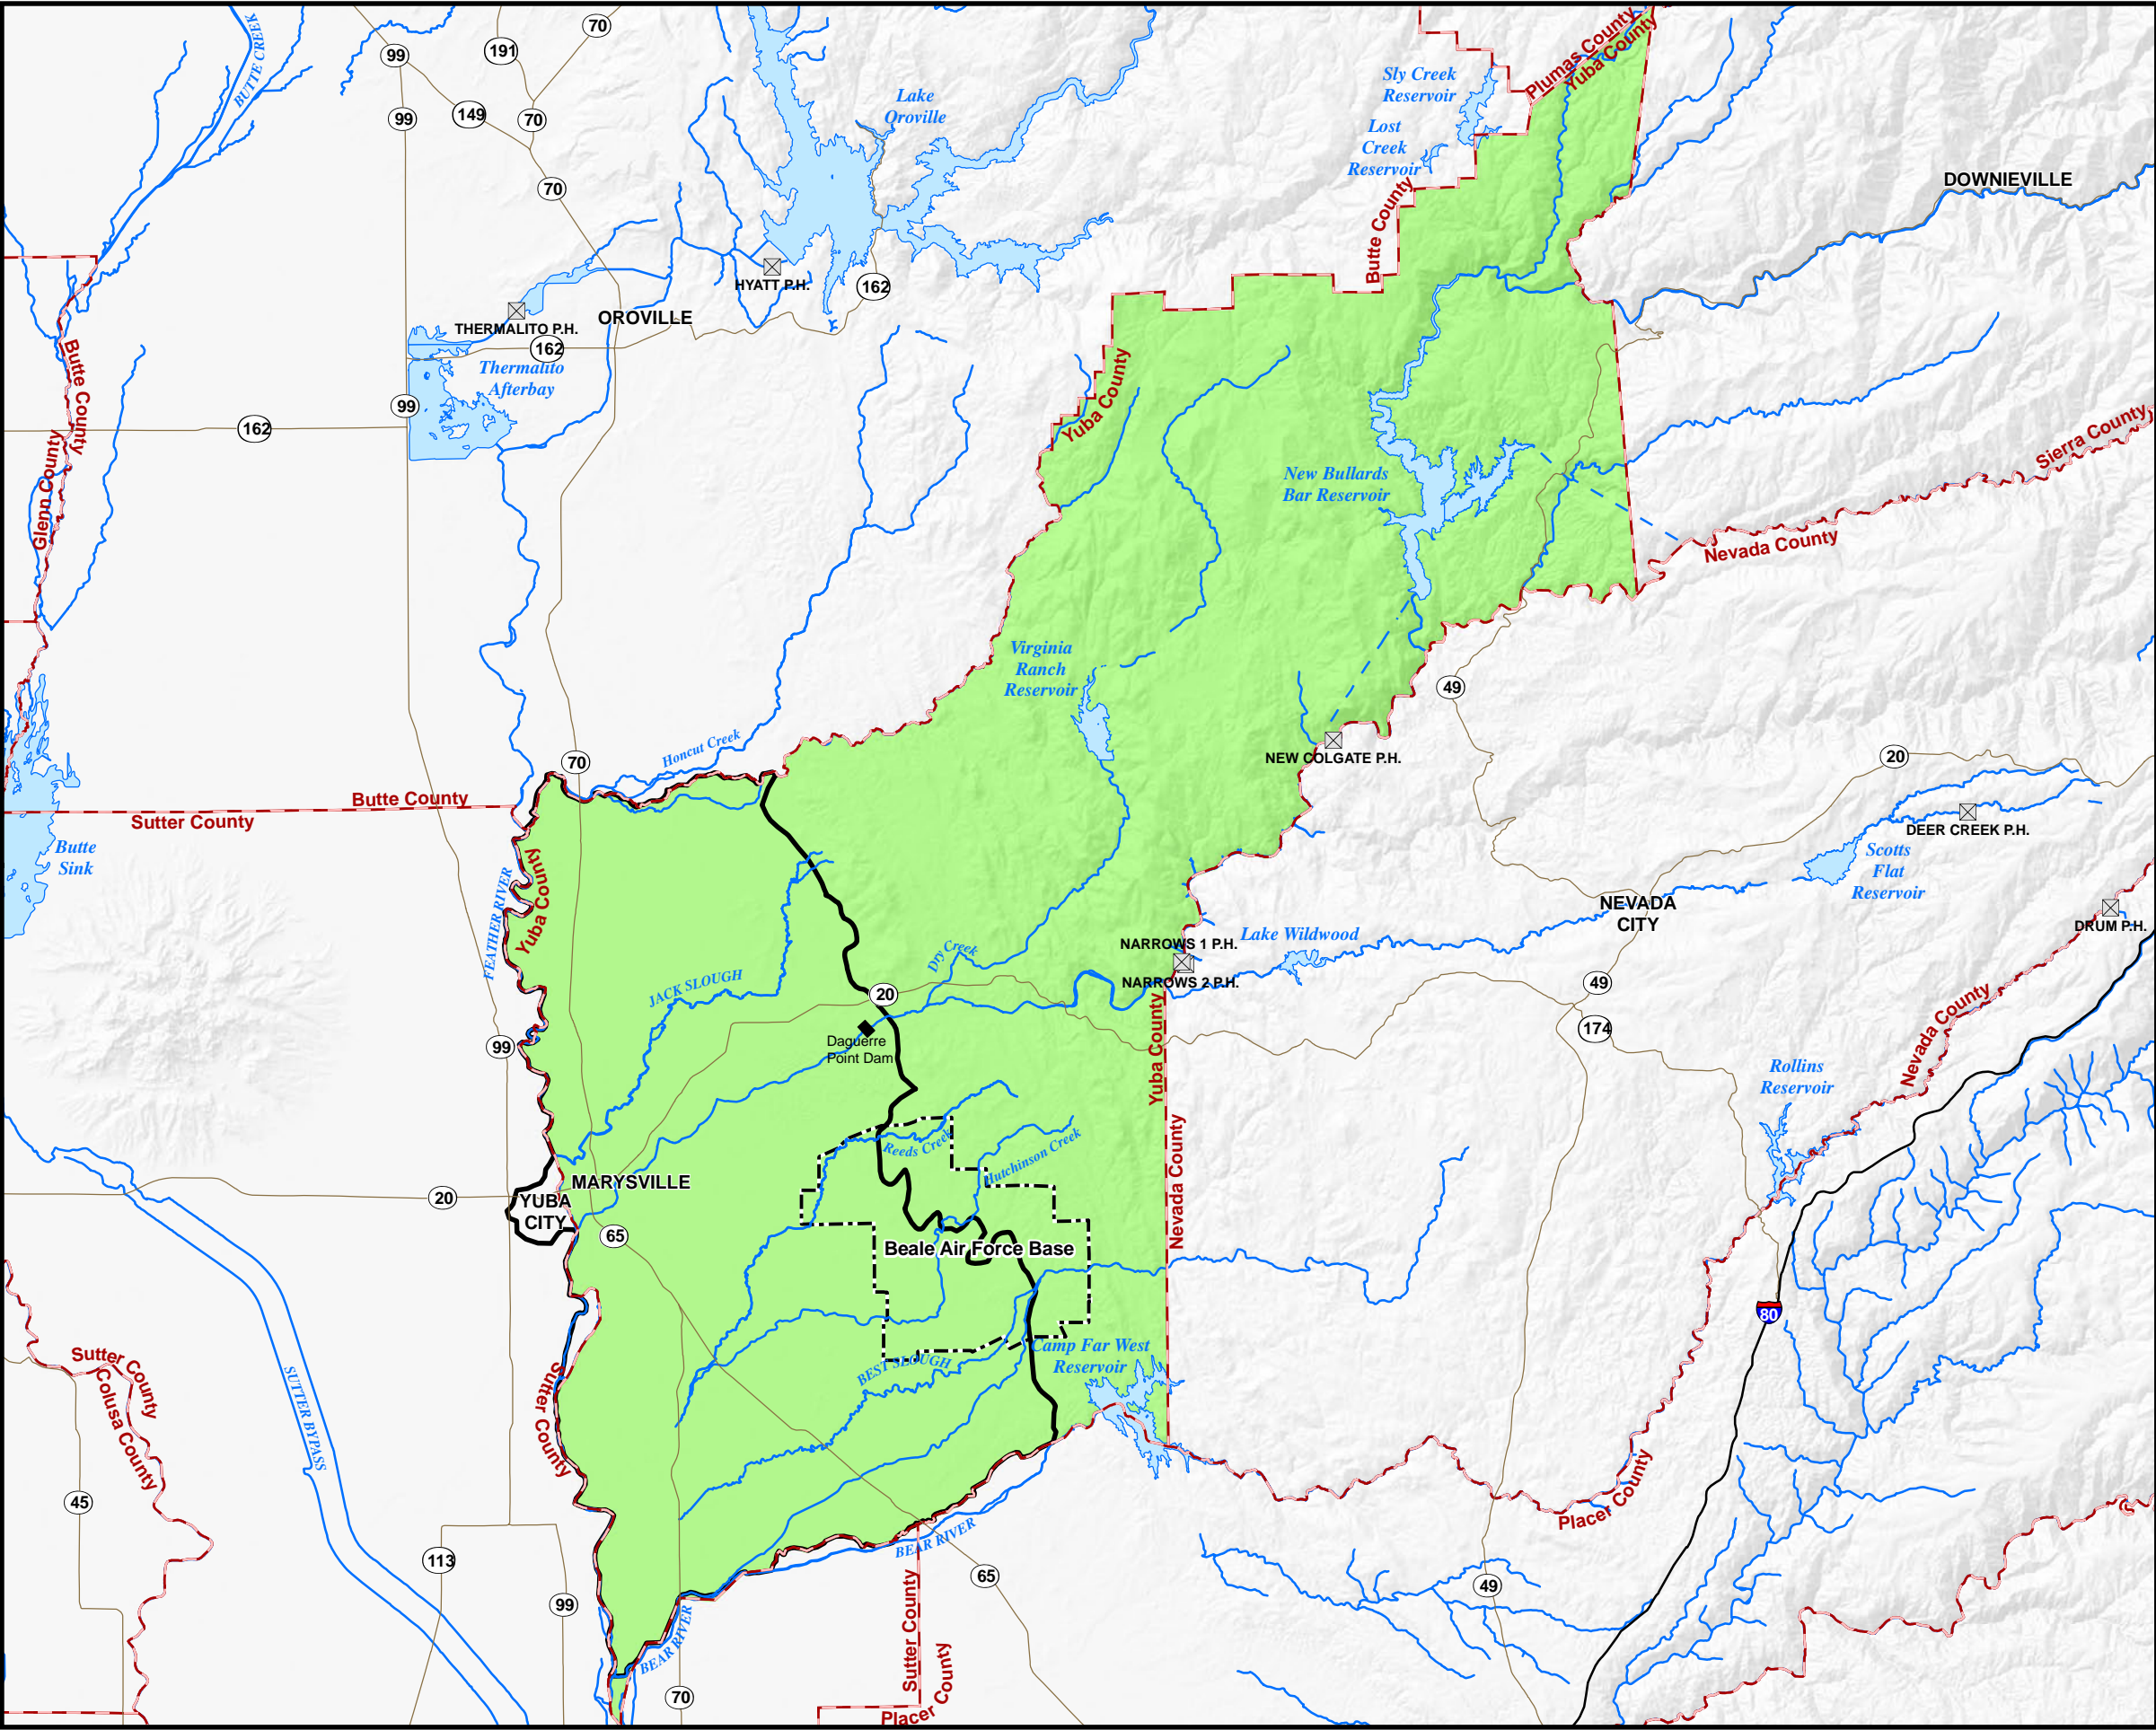 BUTTE CREEK
99
191
70
99
149
70
70
Lake
Oroville
Sly Creek
Reservoir
Lost
Creek
Reservoir
Plumas County
Yuba County
Butte County
DOWNIEVILLE
HYATT P.H.
162
THERMALITO P.H.
OROVILLE
162
Thermalito
Afterbay
99
162
Butte County
Glenn County
Yuba County
New Bullards
Bar Reservoir
Sierra County
Nevada County
Virginia
Ranch
Reservoir
49
Honcut Creek
70
NEW COLGATE P.H.
20
Butte County
Sutter County
DEER CREEK P.H.
Butte
Sink
Scotts
Flat
Reservoir
FEATHER RIVER
Yuba County
Yuba County
NEVADA
CITY
DRUM P.H.
NARROWS 1 P.H.
Lake Wildwood
NARROWS 2 P.H.
Dry Creek
JACK SLOUGH
20
49
174
Daguerre
Point Dam
99
Yuba County
Nevada County
Nevada County
Rollins
Reservoir
Reeds Creek
Hutchinson Creek
MARYSVILLE
YUBA
CITY
20
65
Beale Air Force Base
80
Camp Far West
Reservoir
BEST SLOUGH
Sutter County
Sutter County
Colusa County
SUTTER BYPASS
45
Placer County
BEAR RIVER
113
99
65
49
Sutter County
Placer County
BEAR RIVER
70